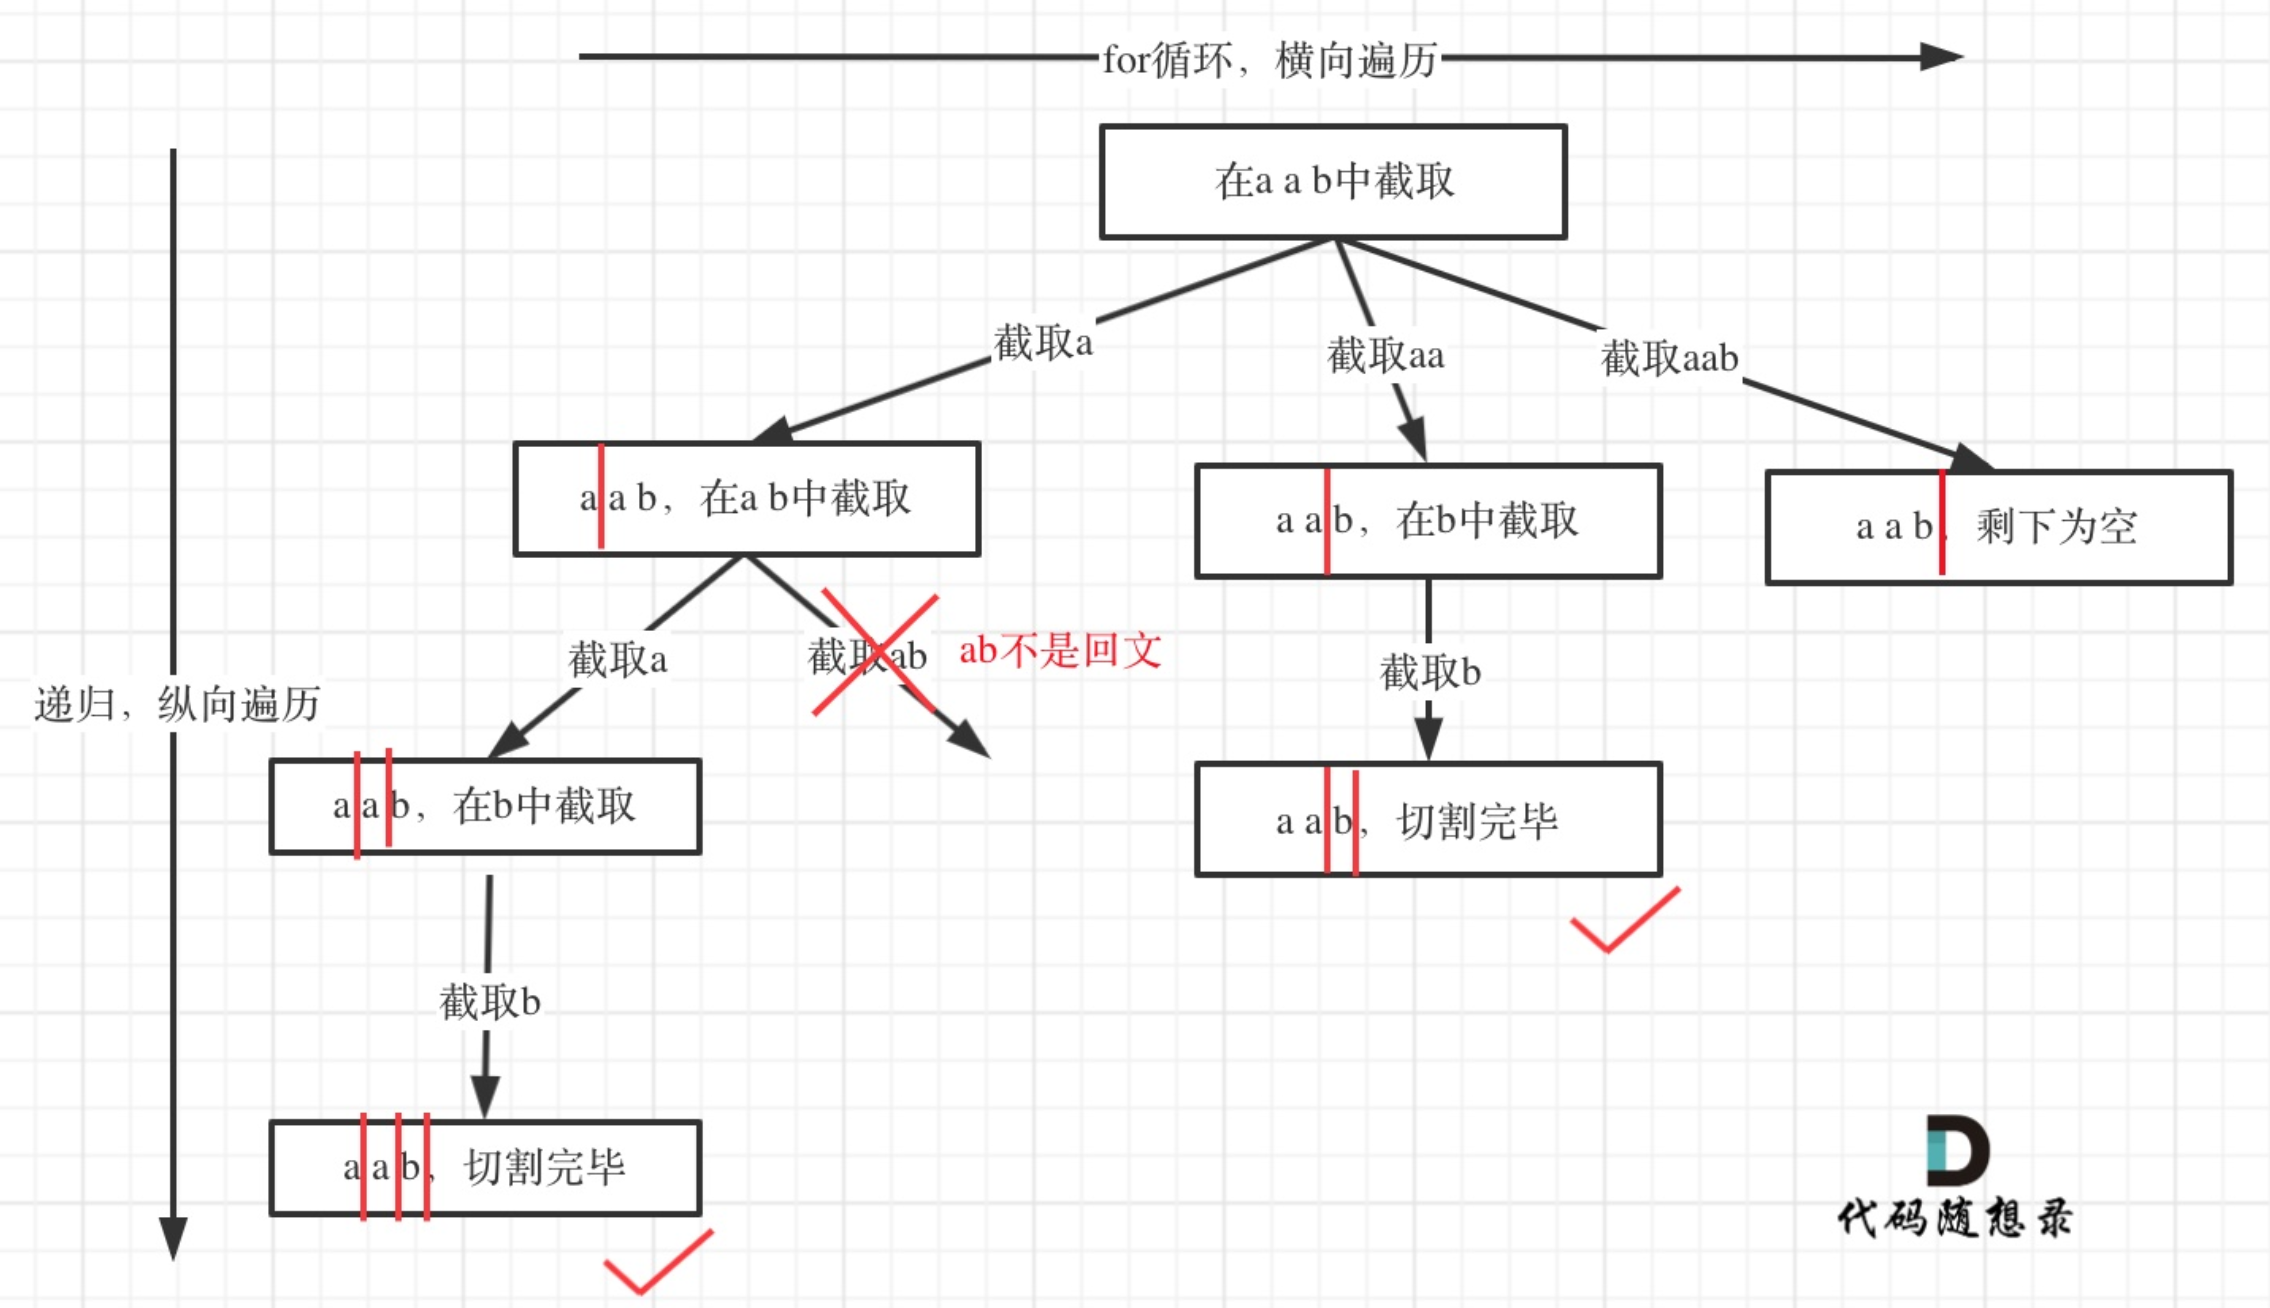 for循环，横向遍历
在a a b中截取
截取a
截取aa
截取aab
a a b，在a b中截取
a a b，在b中截取
a a b，剩下为空
截取a
截取ab
ab不是回文
截取b
递归，纵向遍历
a a b，在b中截取
a a b，切割完毕
截取b
a a b，切割完毕
代码随想录